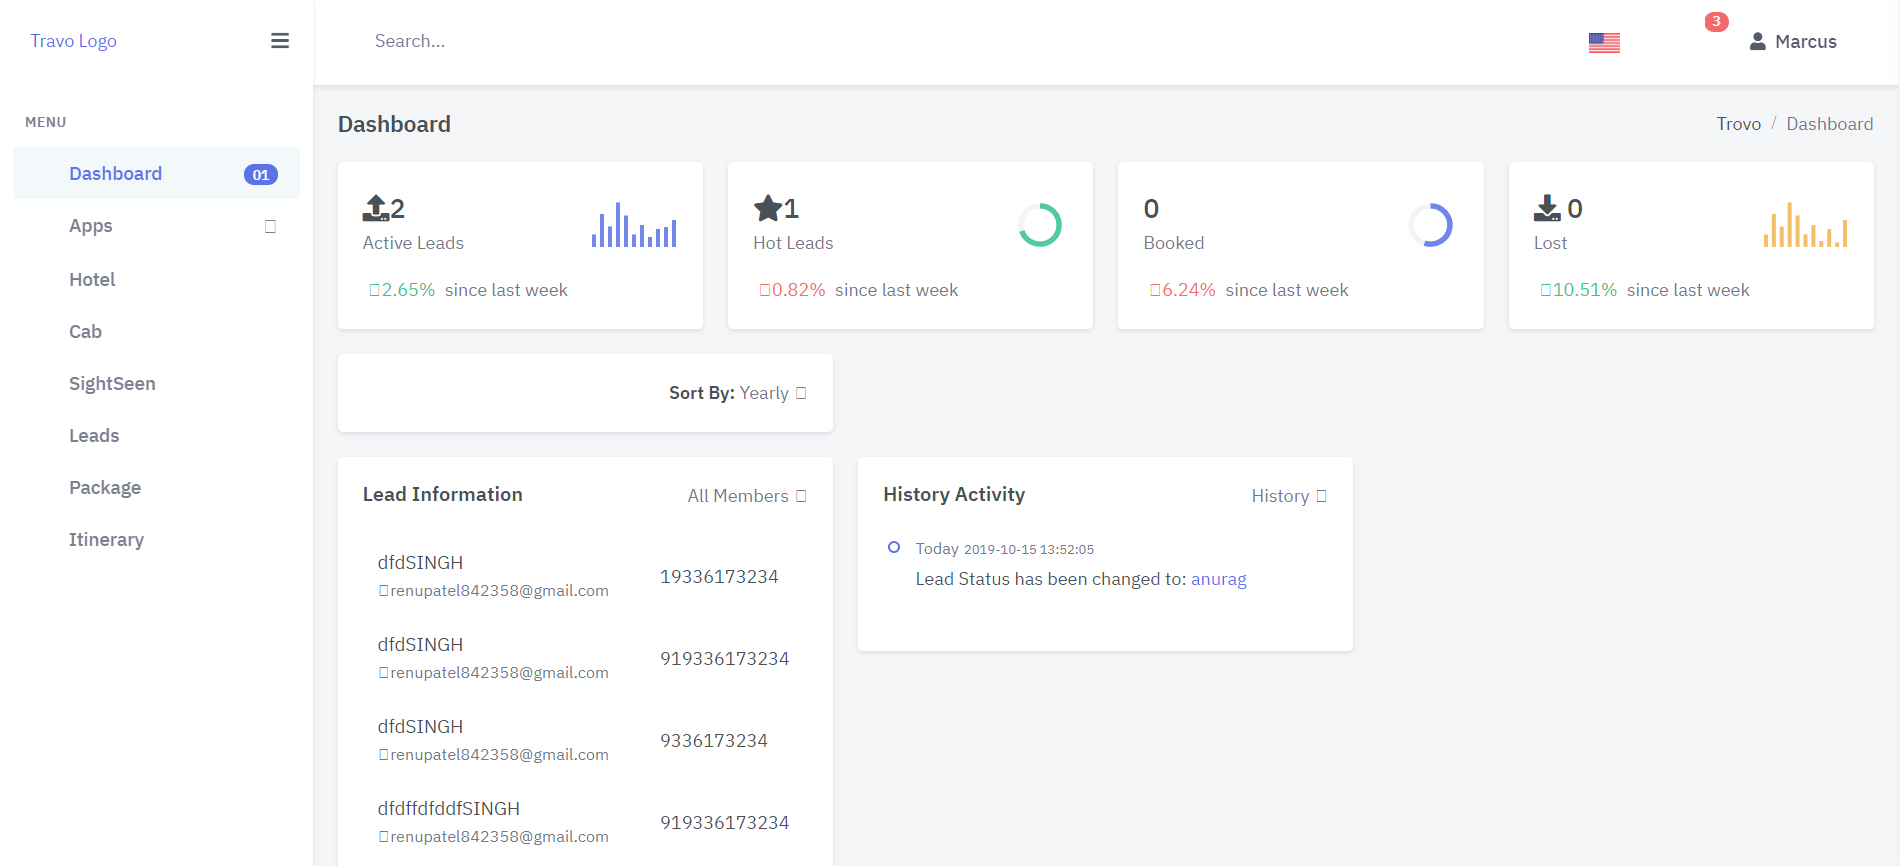 Travo Logo
Search...
3
Marcus
MENU
Dashboard 01
Apps
Hotel
Cab
SightSeen
Leads
Package
Itinerary
Dashboard
Trovo / Dashboard
2
Active Leads
2.65% since last week
1
Hot Leads
0.82% since last week
0
Booked
6.24% since last week
0
Lost
10.51% since last week
Sort By: Yearly
Lead Information
All Members
dfdSINGH
renupatel842358@gmail.com
19336173234
dfdSINGH
renupatel842358@gmail.com
919336173234
dfdSINGH
renupatel842358@gmail.com
9336173234
dfdffdfddfSINGH
renupatel842358@gmail.com
919336173234
History Activity
History
Today 2019-10-15 13:52:05
Lead Status has been changed to: anurag